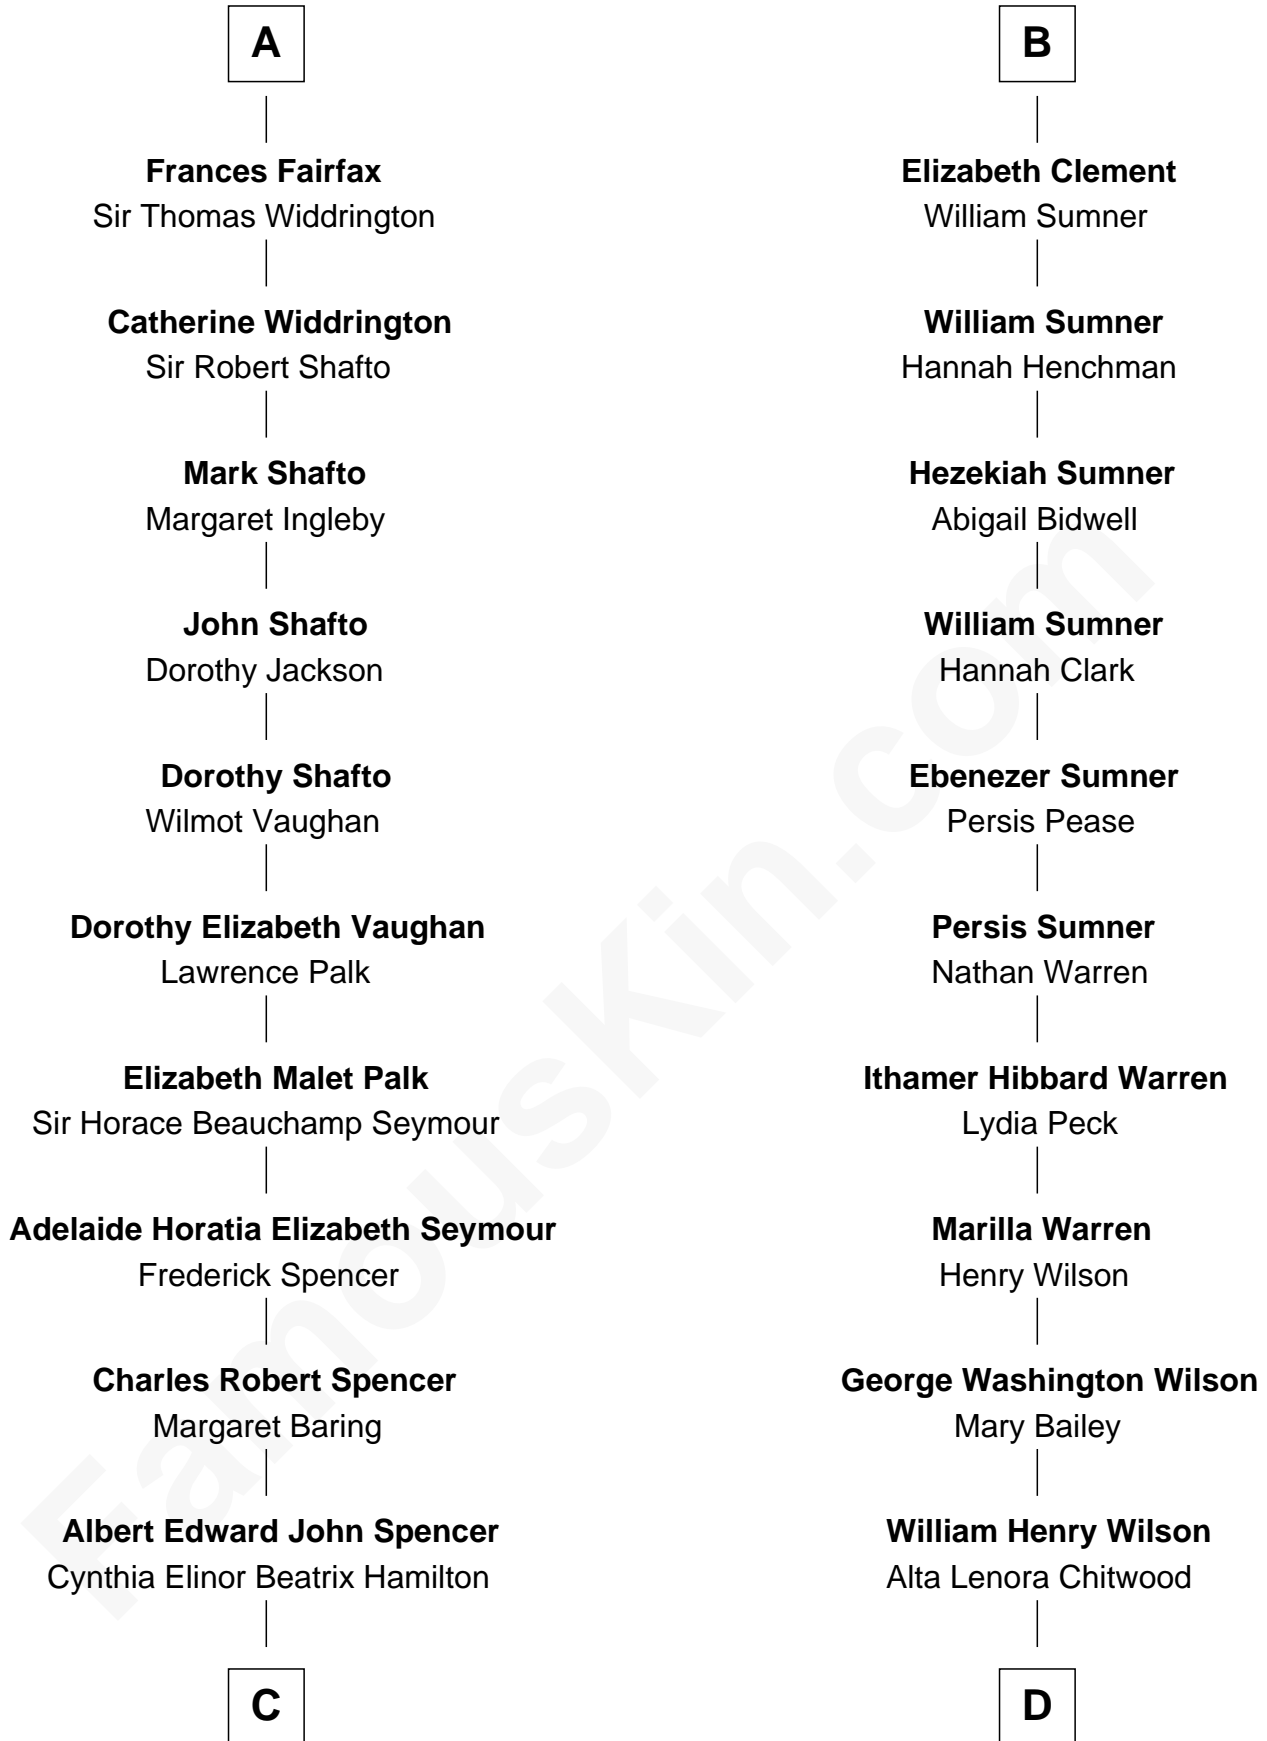 A
Frances Fairfax
Sir Thomas Widdrington
Catherine Widdrington
Sir Robert Shafto
Mark Shafto
Margaret Ingleby
John Shafto
Dorothy Jackson
Dorothy Shafto
Wilmot Vaughan
Dorothy Elizabeth Vaughan
Lawrence Palk
Elizabeth Malet Palk
Sir Horace Beauchamp Seymour
Adelaide Horatia Elizabeth Seymour
Frederick Spencer
Charles Robert Spencer
Margaret Baring
Albert Edward John Spencer
Cynthia Elinor Beatrix Hamilton
C
B
Elizabeth Clement
William Sumner
William Sumner
Hannah Henchman
Hezekiah Sumner
Abigail Bidwell
William Sumner
Hannah Clark
Ebenezer Sumner
Persis Pease
Persis Sumner
Nathan Warren
Ithamer Hibbard Warren
Lydia Peck
Marilla Warren
Henry Wilson
George Washington Wilson
Mary Bailey
William Henry Wilson
Alta Lenora Chitwood
D
FamousKin.com